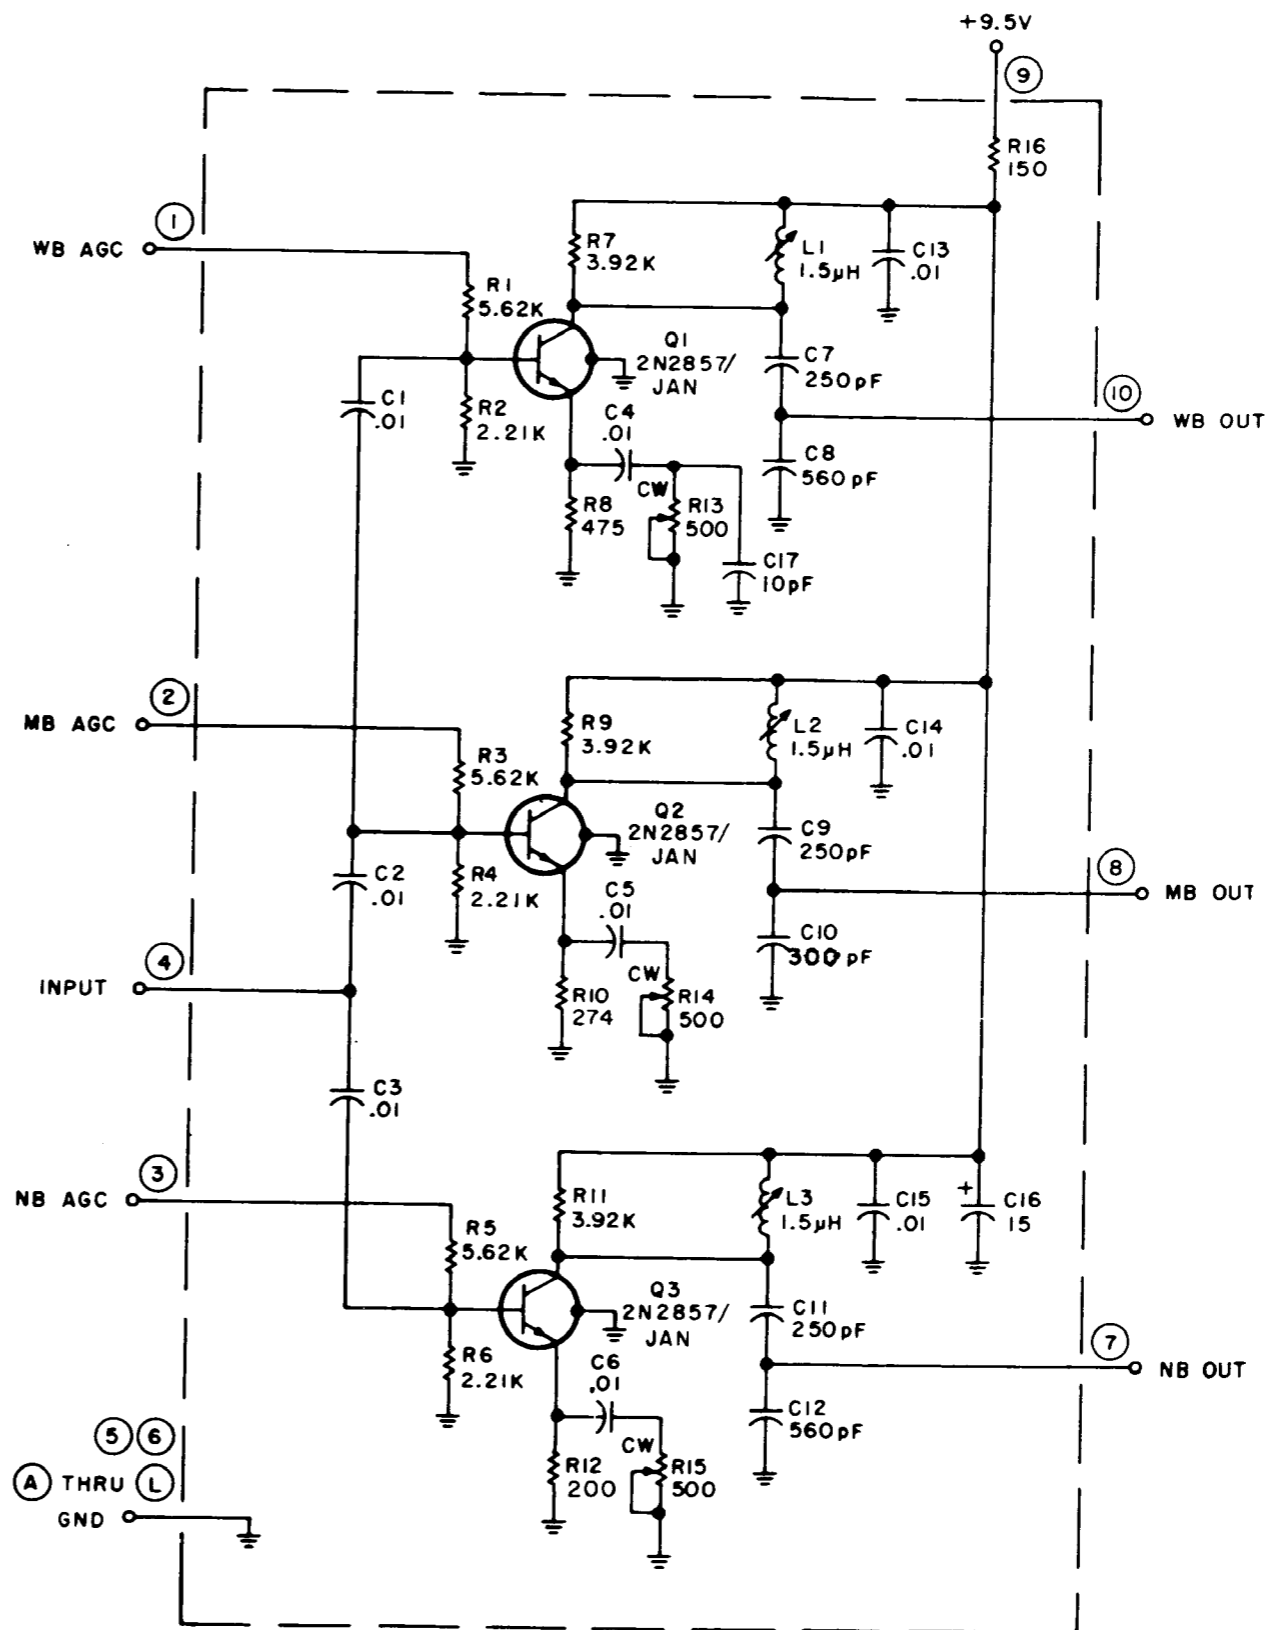 +9.5V
9
R16
150
1
WB AGC
R7
3.92K
L1
1.5µH
C13
.01
R1
5.62K
Q1
2N2857/
JAN
C7
250pF
10
WB OUT
C1
.01
R2
2.21K
C4
.01
C8
560pF
CW
R8
475
R13
500
C17
10pF
2
MB AGC
R9
3.92K
L2
1.5µH
C14
.01
R3
5.62K
Q2
2N2857/
JAN
C9
250pF
8
MB OUT
C2
.01
R4
2.21K
C5
.01
C10
300pF
4
INPUT
CW
R10
274
R14
500
C3
.01
3
NB AGC
R11
3.92K
L3
1.5µH
C15
.01
+
C16
15
R5
5.62K
Q3
2N2857/
JAN
C11
250pF
7
NB OUT
R6
2.21K
C6
.01
C12
560pF
5 6
A THRU L
GND
CW
R12
200
R15
500